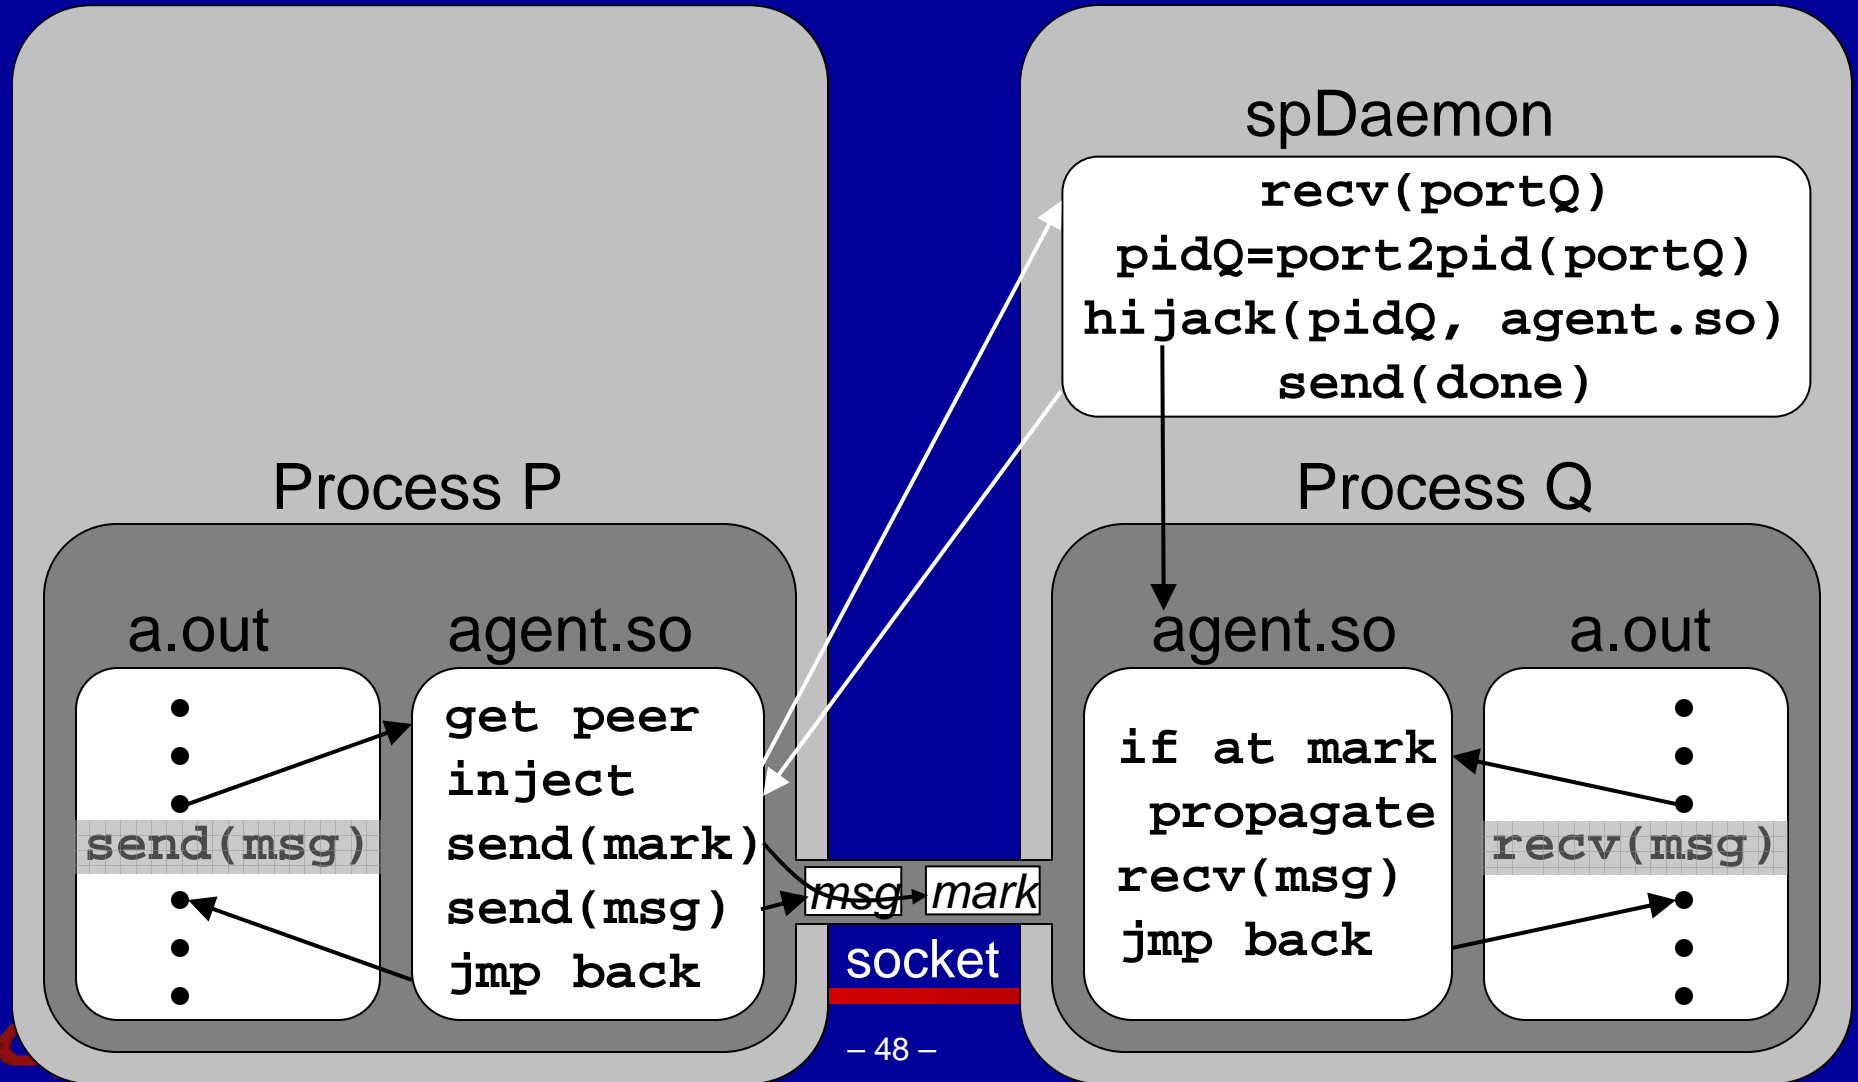 spDaemon
recv(portQ)
pidQ=port2pid(portQ)
hijack(pidQ, agent.so)
send(done)
Process P
Process Q
a.out
agent.so
send(msg)
get peer
inject
send(mark)
send(msg)
jmp back
msg
mark
socket
agent.so
a.out
if at mark
propagate
recv(msg)
jmp back
recv(msg)
– 48 –